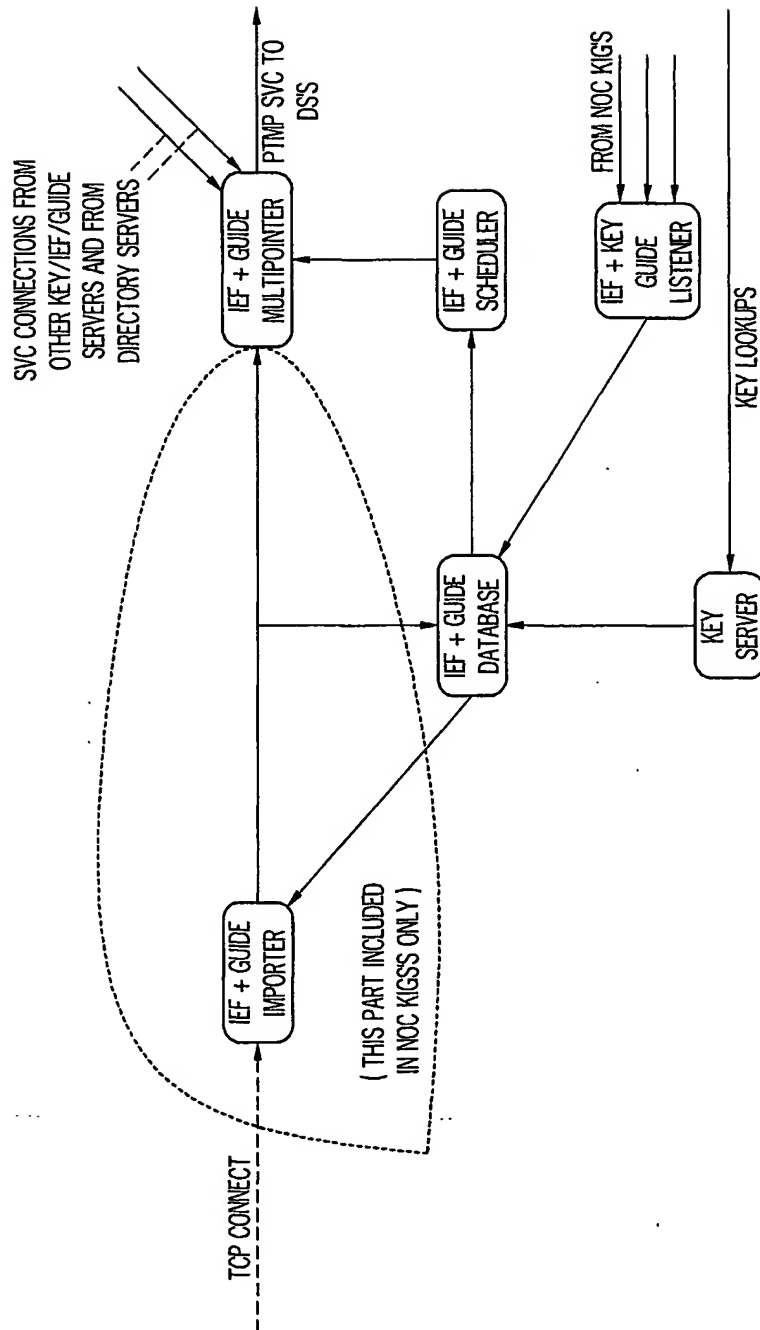 SVC CONNECTIONS FROM
OTHER KEY/IEF/GUIDE
SERVERS AND FROM
DIRECTORY SERVERS
TCP CONNECT
IEF + GUIDE
IMPORTER
IEF + GUIDE
MULTIPOINTER
PTMP SVC TO
DS'S
( THIS PART INCLUDED
IN NOC KIGS'S ONLY )
IEF + GUIDE
DATABASE
IEF + GUIDE
SCHEDULER
FROM NOC KIG'S
IEF + KEY
GUIDE
LISTENER
KEY
SERVER
KEY LOOKUPS